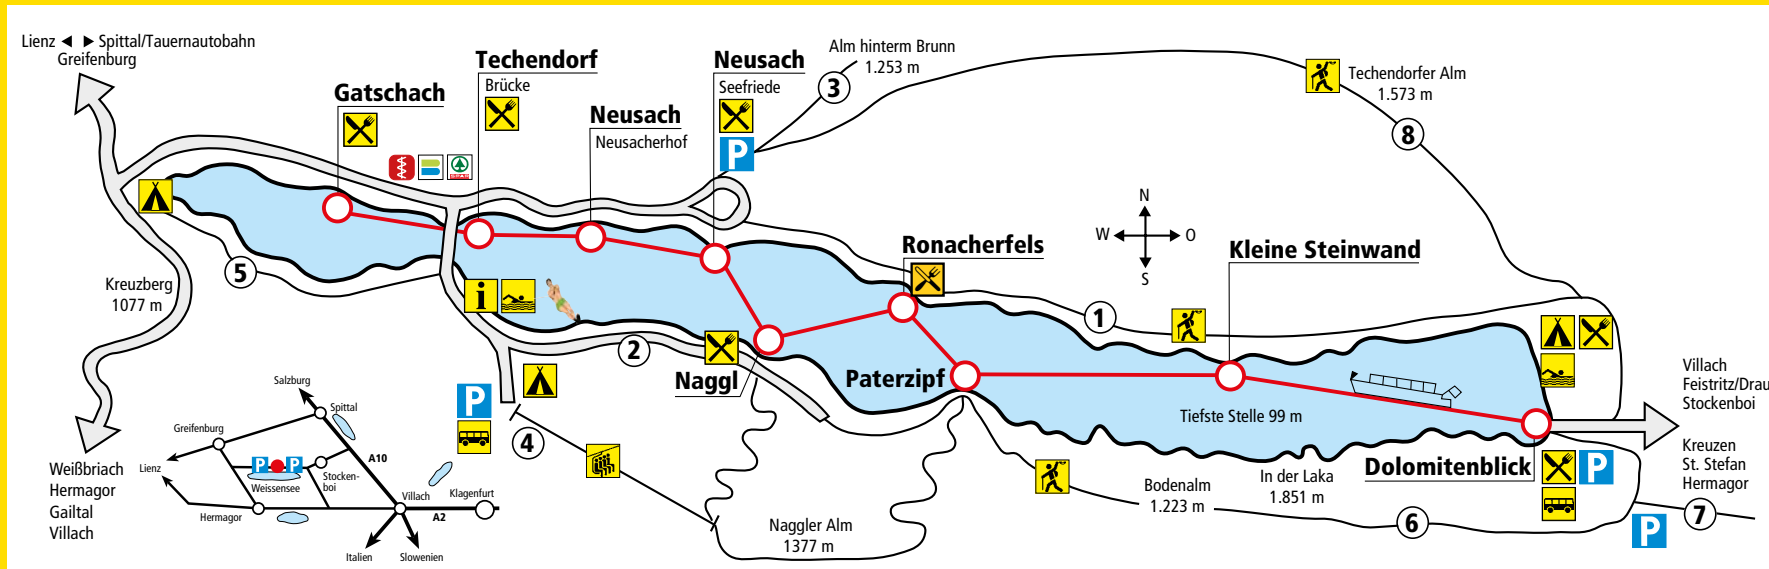 Lienz ◄ ► Spittal/Tauernautobahn
Greifenburg
Gatschach
Techendorf
Brücke
Neusach
Neusacherhof
Neusach
Seefriede
P
Alm hinterm Brunn
1.253 m
3
Techendorfer Alm
1.573 m
8
N
W
O
S
Ronacherfels
Kleine Steinwand
Kreuzberg
1077 m
5
i
2
1
Naggl
Paterzipf
Tiefste Stelle 99 m
Villach
Feistritz/Drau
Stockenboi
Kreuzen
St. Stefan
Hermagor
Dolomitenblick
P
In der Laka
1.851 m
Bodenalm
1.223 m
6
7
P
P
4
Naggler Alm
1377 m
Weißbriach
Hermagor
Gailtal
Villach
Salzburg
Spittal
Greifenburg
Lienz
A10
P
P
Weissensee
Stocken-
boi
Villach
Klagenfurt
A2
Hermagor
Italien
Slowenien